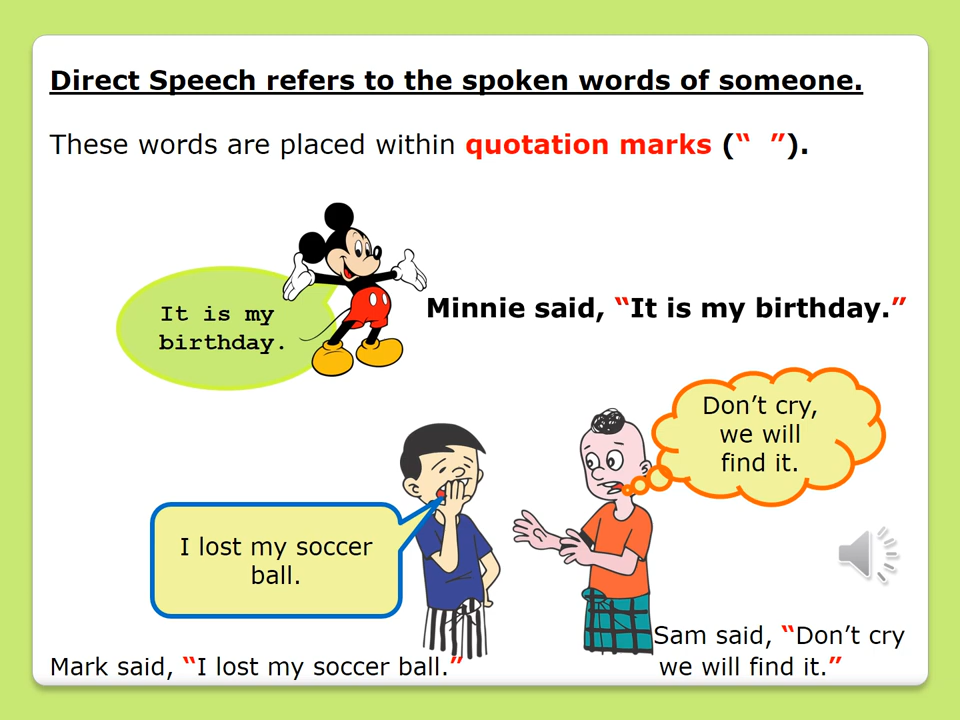 Direct Speech refers to the spoken words of someone.
These words are placed within quotation marks (“  ”).
It is my
birthday.
Minnie said, “It is my birthday.”
Don’t cry,
we will
find it.
I lost my soccer
ball.
Sam said, “Don’t cry
we will find it.”
Mark said, “I lost my soccer ball.”